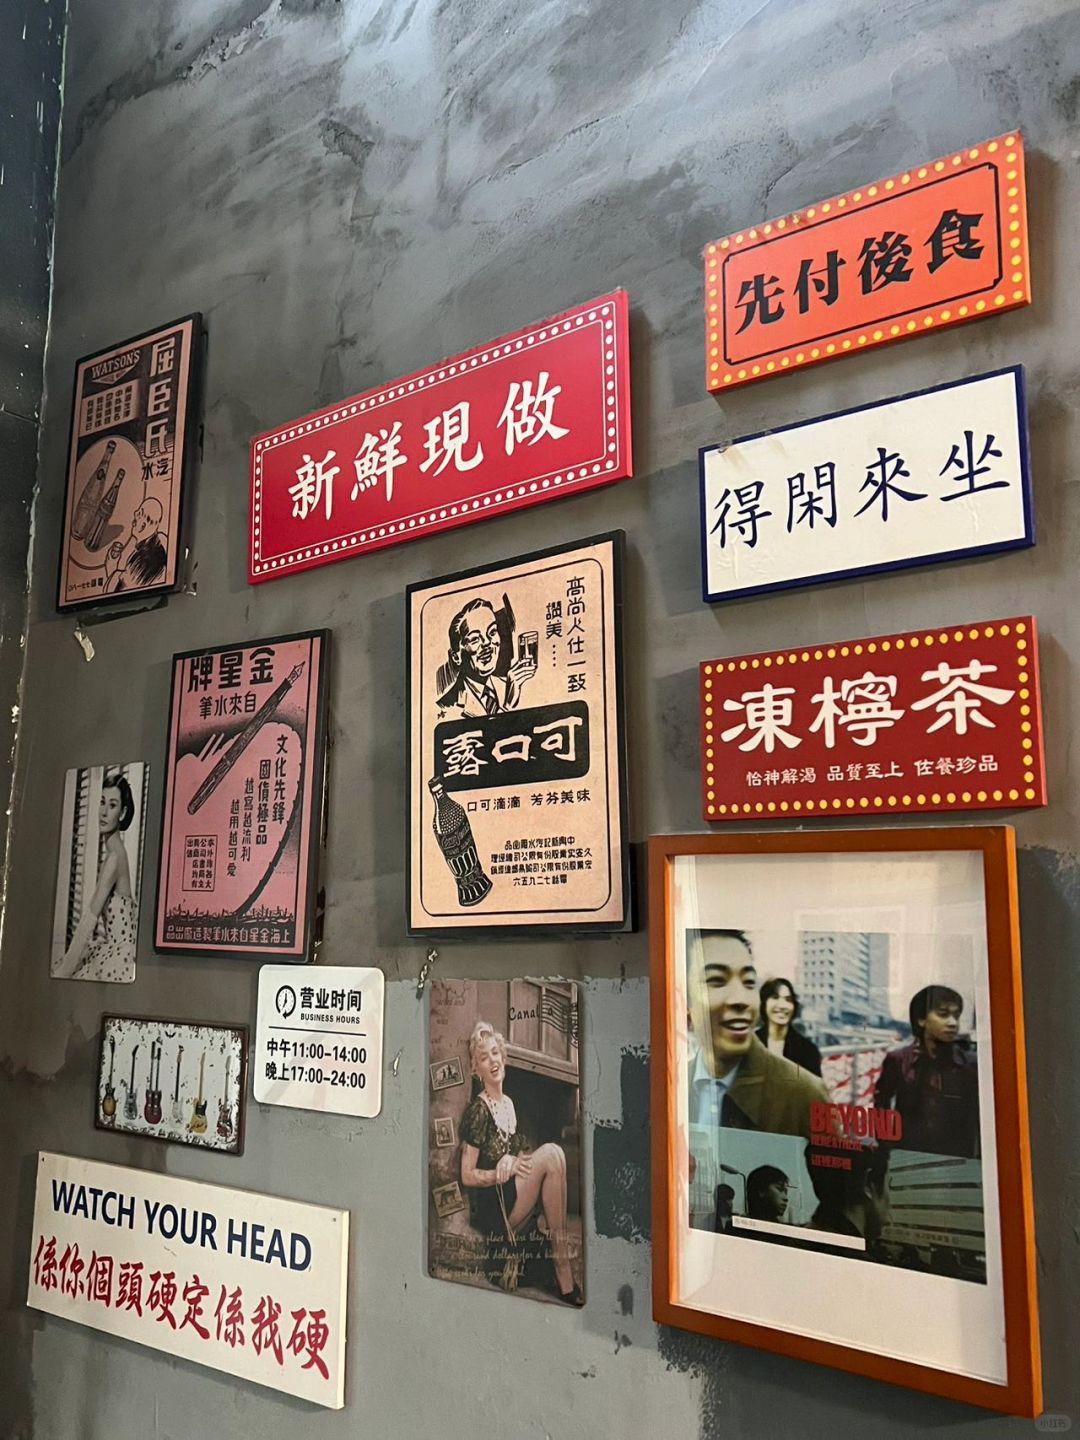 先付後食
新鮮現做
得閑來坐
WATSON'S
屈臣氏
汽水
凍檸茶
怡神解渴 品質至上 佐餐珍品
金星牌
自來水筆
文化先鋒
國貨極品
越寫越流利
越用越可愛
上海金星自來水筆製造廠出品
高尚人仕一致
讚美……
可口露
味美芬芳 滴滴可口
營业时间
BUSINESS HOURS
中午11:00-14:00
晚上17:00-24:00
Canal
BEYOND
WATCH YOUR HEAD
係你個頭硬定係我硬
小红书